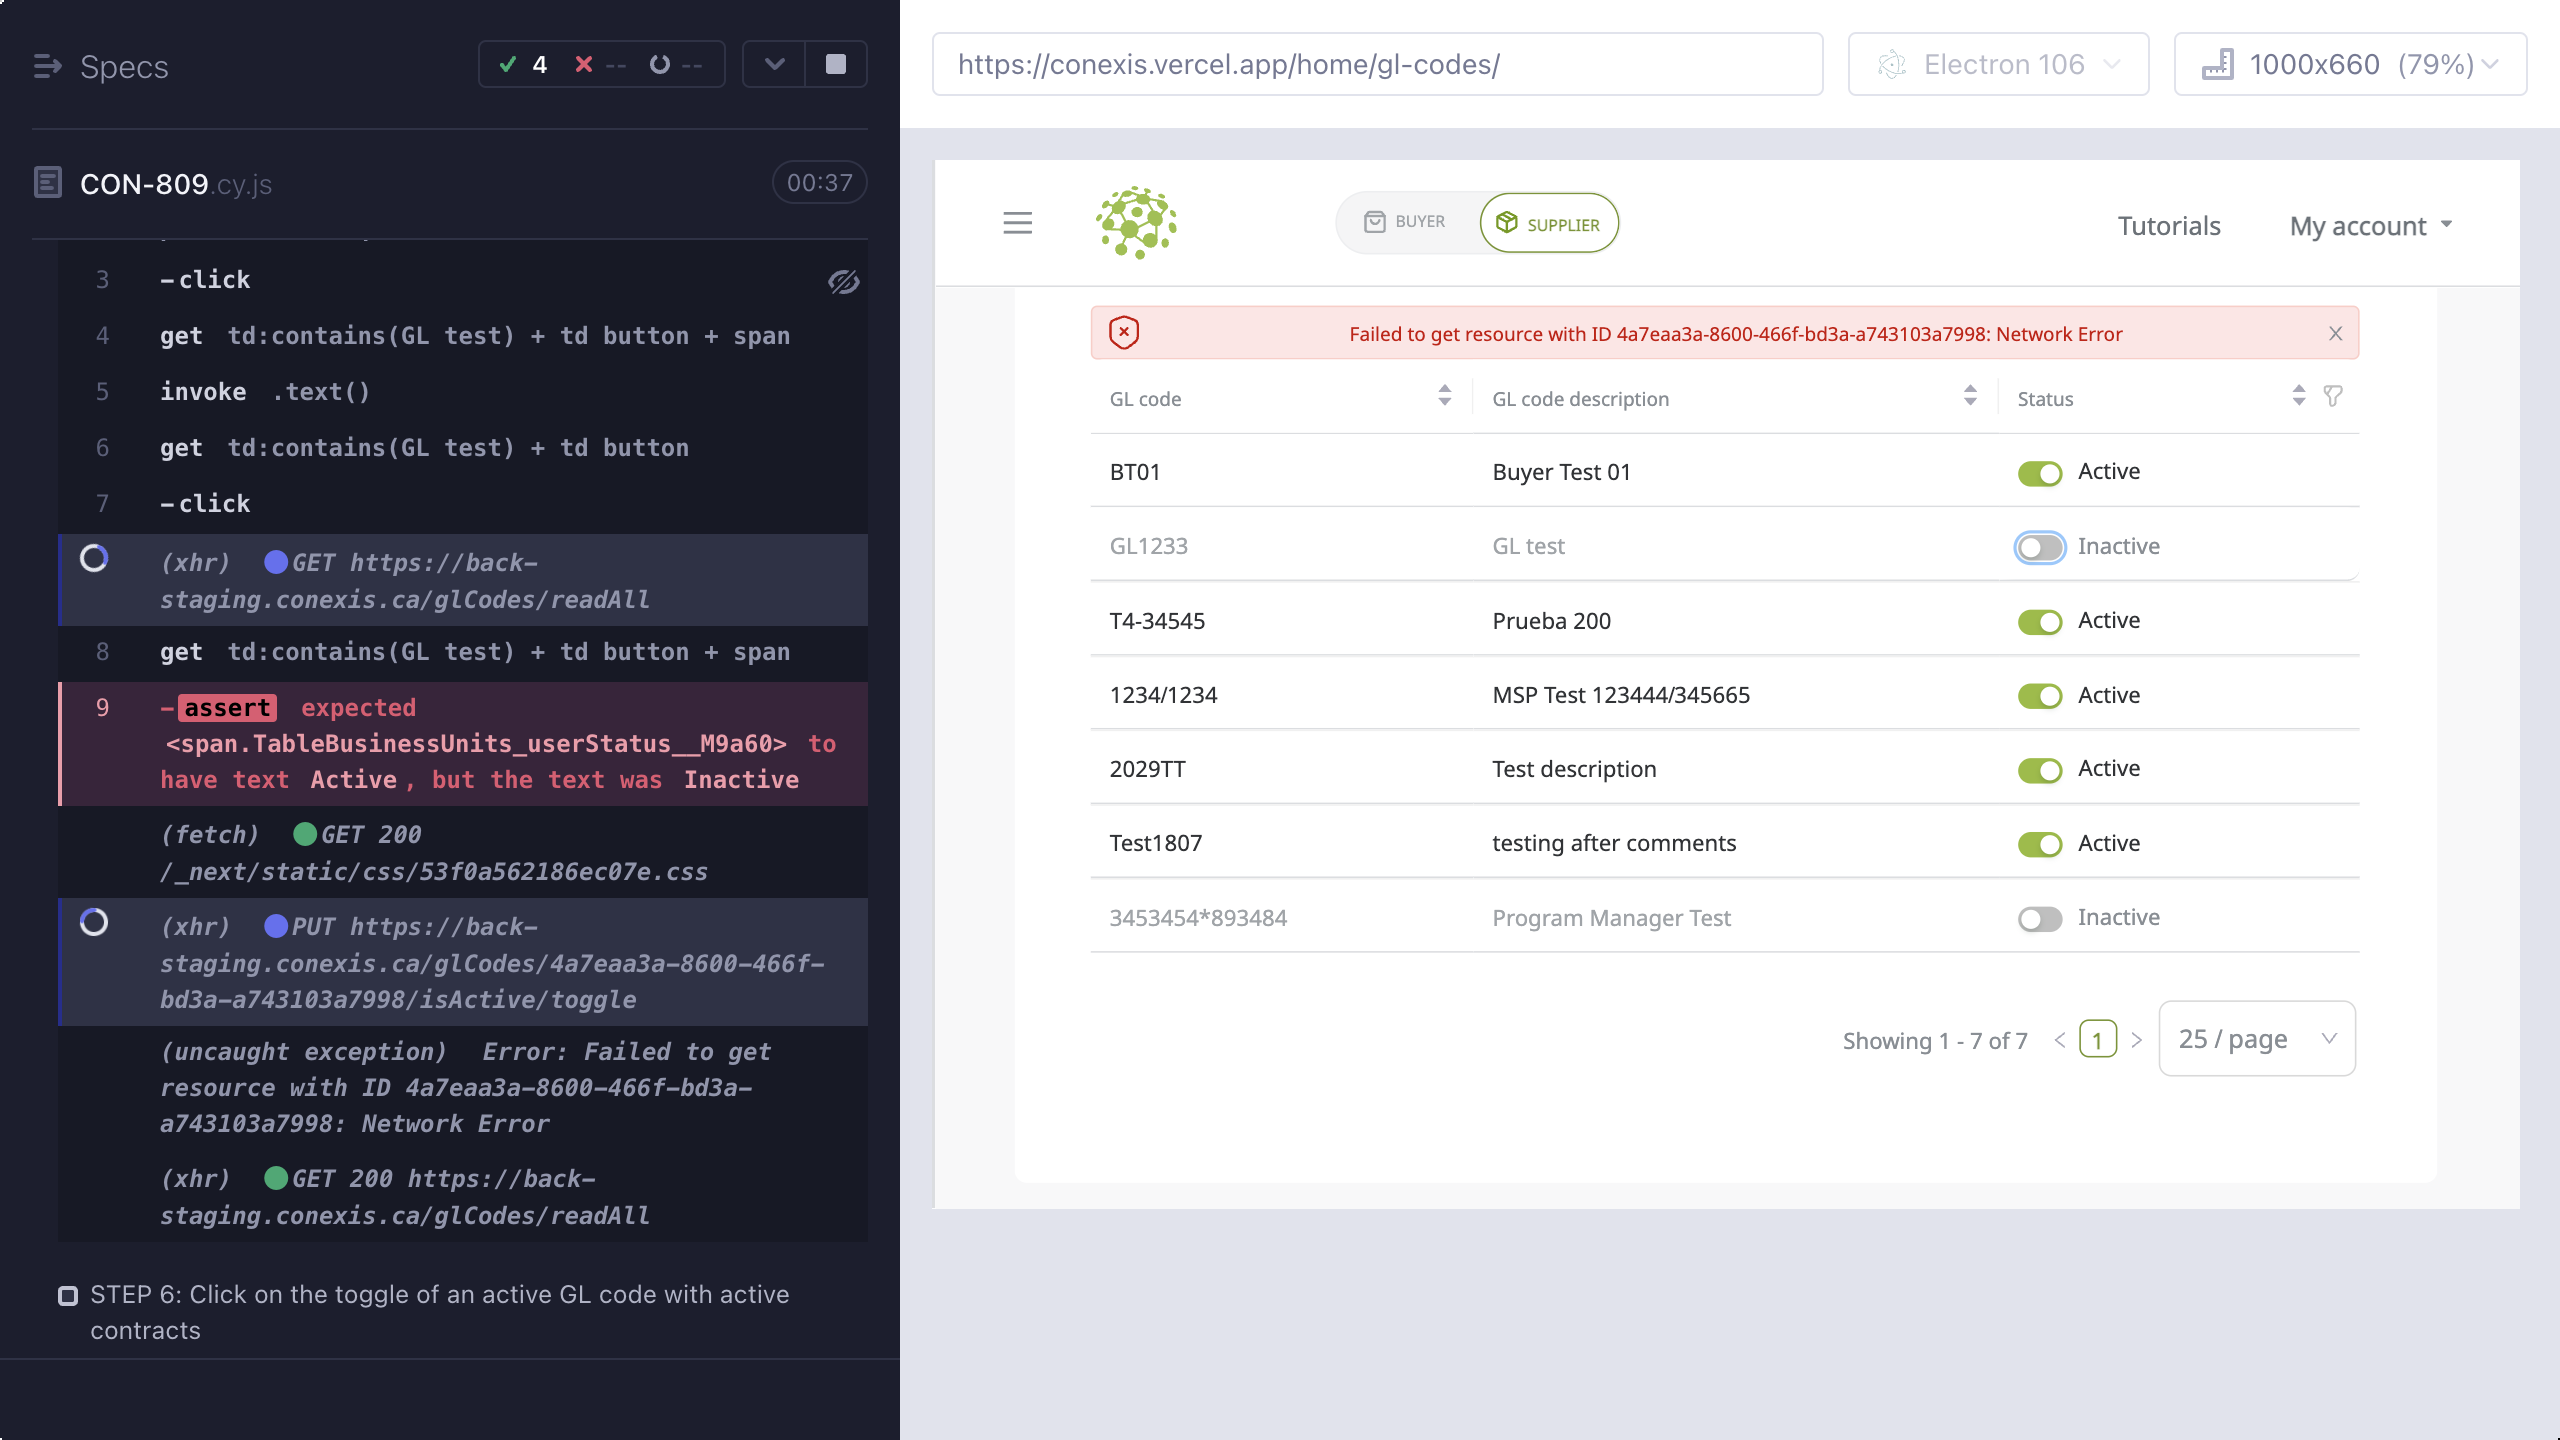 Specs
4 -- --
CON-809.cy.js
00:37
3 -click
4 get td:contains(GL test) + td button + span
5 invoke .text()
6 get td:contains(GL test) + td button
7 -click
(xhr) GET https://back-
staging.conexis.ca/glCodes/readAll
8 get td:contains(GL test) + td button + span
9 -assert expected
<span.TableBusinessUnits_userStatus__M9a60> to
have text Active, but the text was Inactive
(fetch) GET 200
/_next/static/css/53f0a562186ec07e.css
(xhr) PUT https://back-
staging.conexis.ca/glCodes/4a7eaa3a-8600-466f-
bd3a-a743103a7998/isActive/toggle
(uncaught exception) Error: Failed to get
resource with ID 4a7eaa3a-8600-466f-bd3a-
a743103a7998: Network Error
(xhr) GET 200 https://back-
staging.conexis.ca/glCodes/readAll
STEP 6: Click on the toggle of an active GL code with active
contracts
https://conexis.vercel.app/home/gl-codes/
Electron 106
1000x660 (79%)
BUYER
SUPPLIER
Tutorials
My account
Failed to get resource with ID 4a7eaa3a-8600-466f-bd3a-a743103a7998: Network Error
GL code GL code description Status
BT01 Buyer Test 01 Active
GL1233 GL test Inactive
T4-34545 Prueba 200 Active
1234/1234 MSP Test 123444/345665 Active
2029TT Test description Active
Test1807 testing after comments Active
3453454*893484 Program Manager Test Inactive
Showing 1 - 7 of 7 < 1 > 25 / page